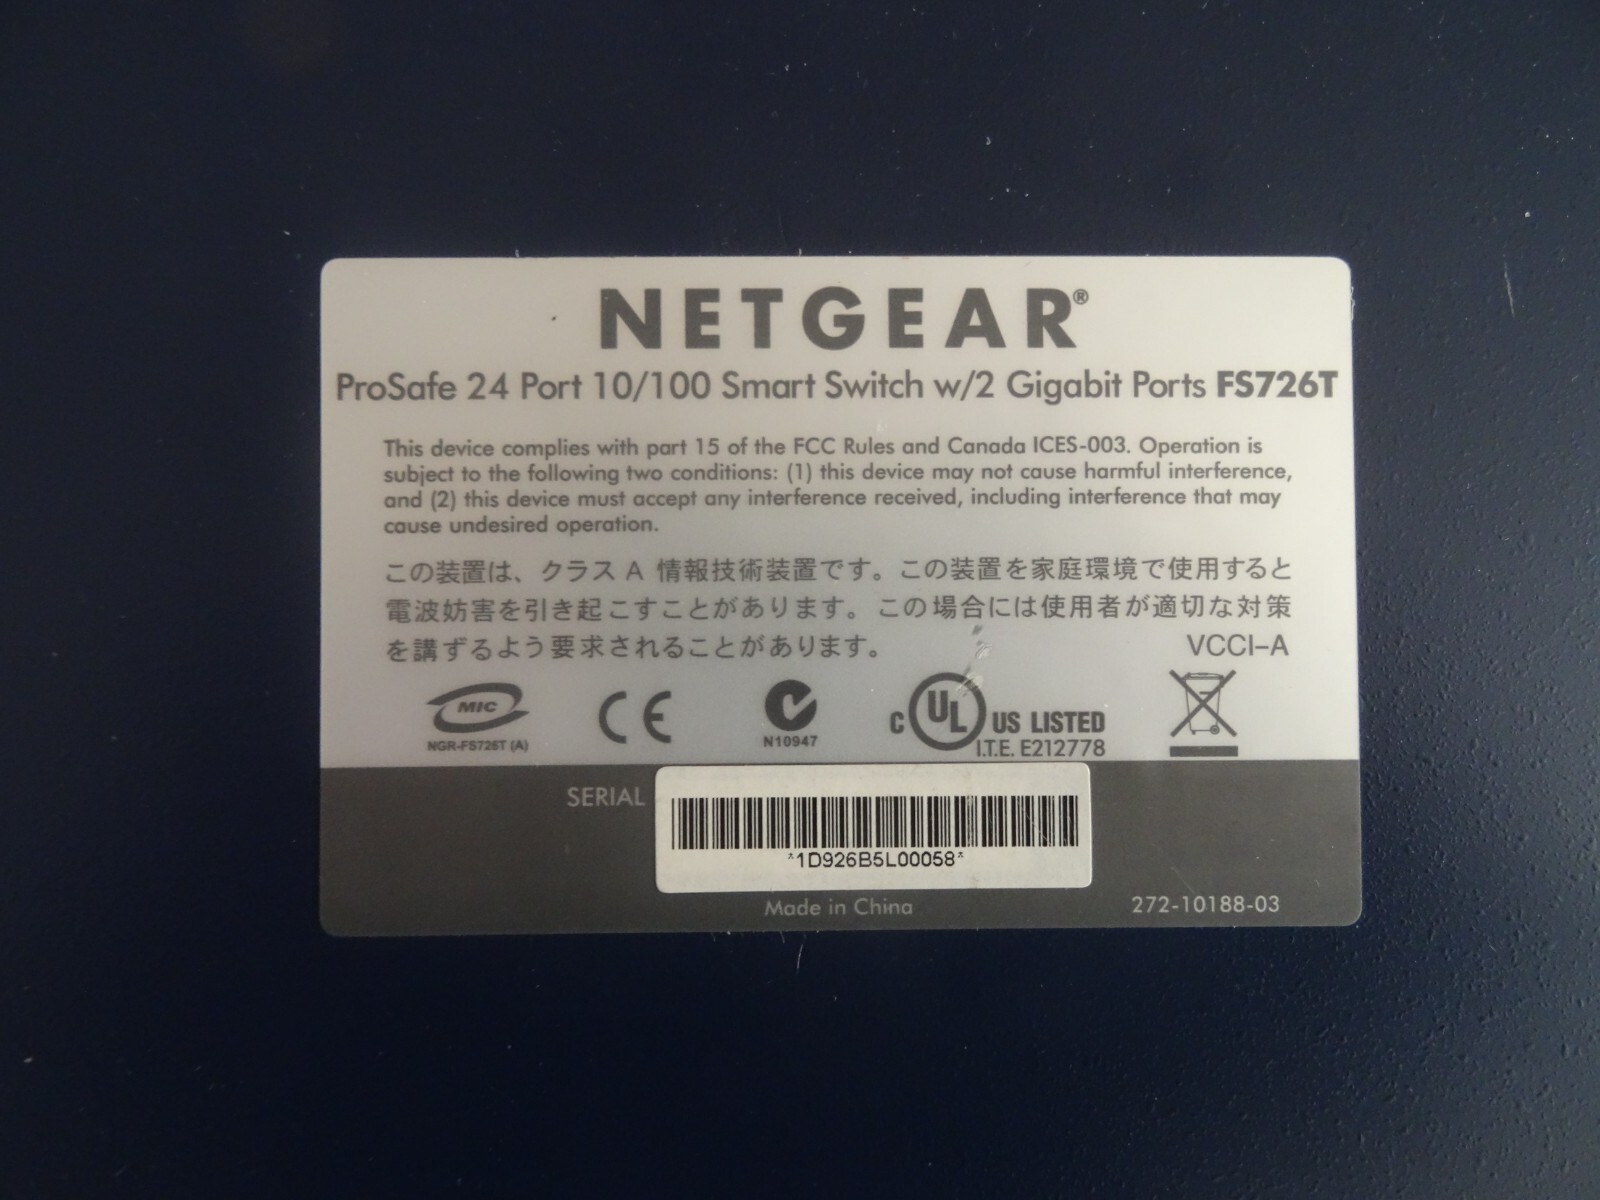 NETGEAR®
ProSafe 24 Port 10/100 Smart Switch w/2 Gigabit Ports FS726T
This device complies with part 15 of the FCC Rules and Canada ICES-003. Operation is
subject to the following two conditions: (1) this device may not cause harmful interference,
and (2) this device must accept any interference received, including interference that may
cause undesired operation.
この装置は、クラス A 情報技術装置です。この装置を家庭環境で使用すると
電波妨害を引き起こすことがあります。この場合には使用者が適切な対策
を講ずるよう要求されることがあります。 VCCI-A
MIC
NGR-FS726T (A)
CE
N10947
C UL US LISTED
I.T.E. E212778
SERIAL
*1D926B5L00058*
Made in China
272-10188-03